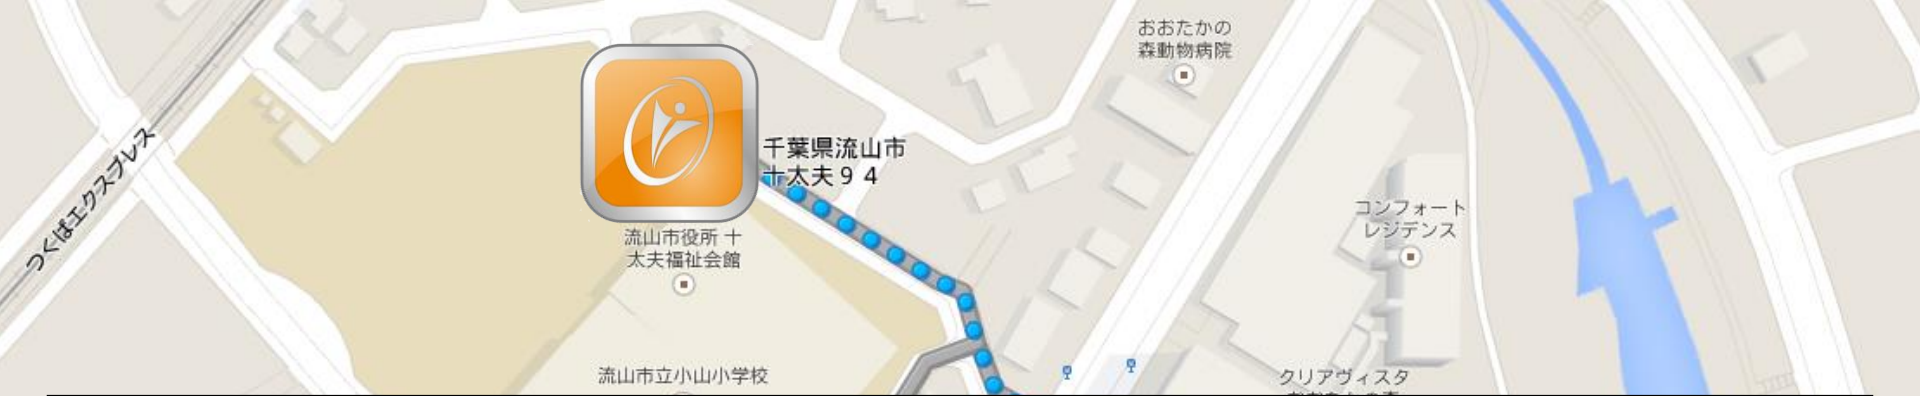 おおたかの
森動物病院
千葉県流山市
十太夫９４
つくばエクスプレス
コンフォート
レジデンス
流山市役所 十
太夫福祉会館
流山市立小山小学校
クリアヴィスタ